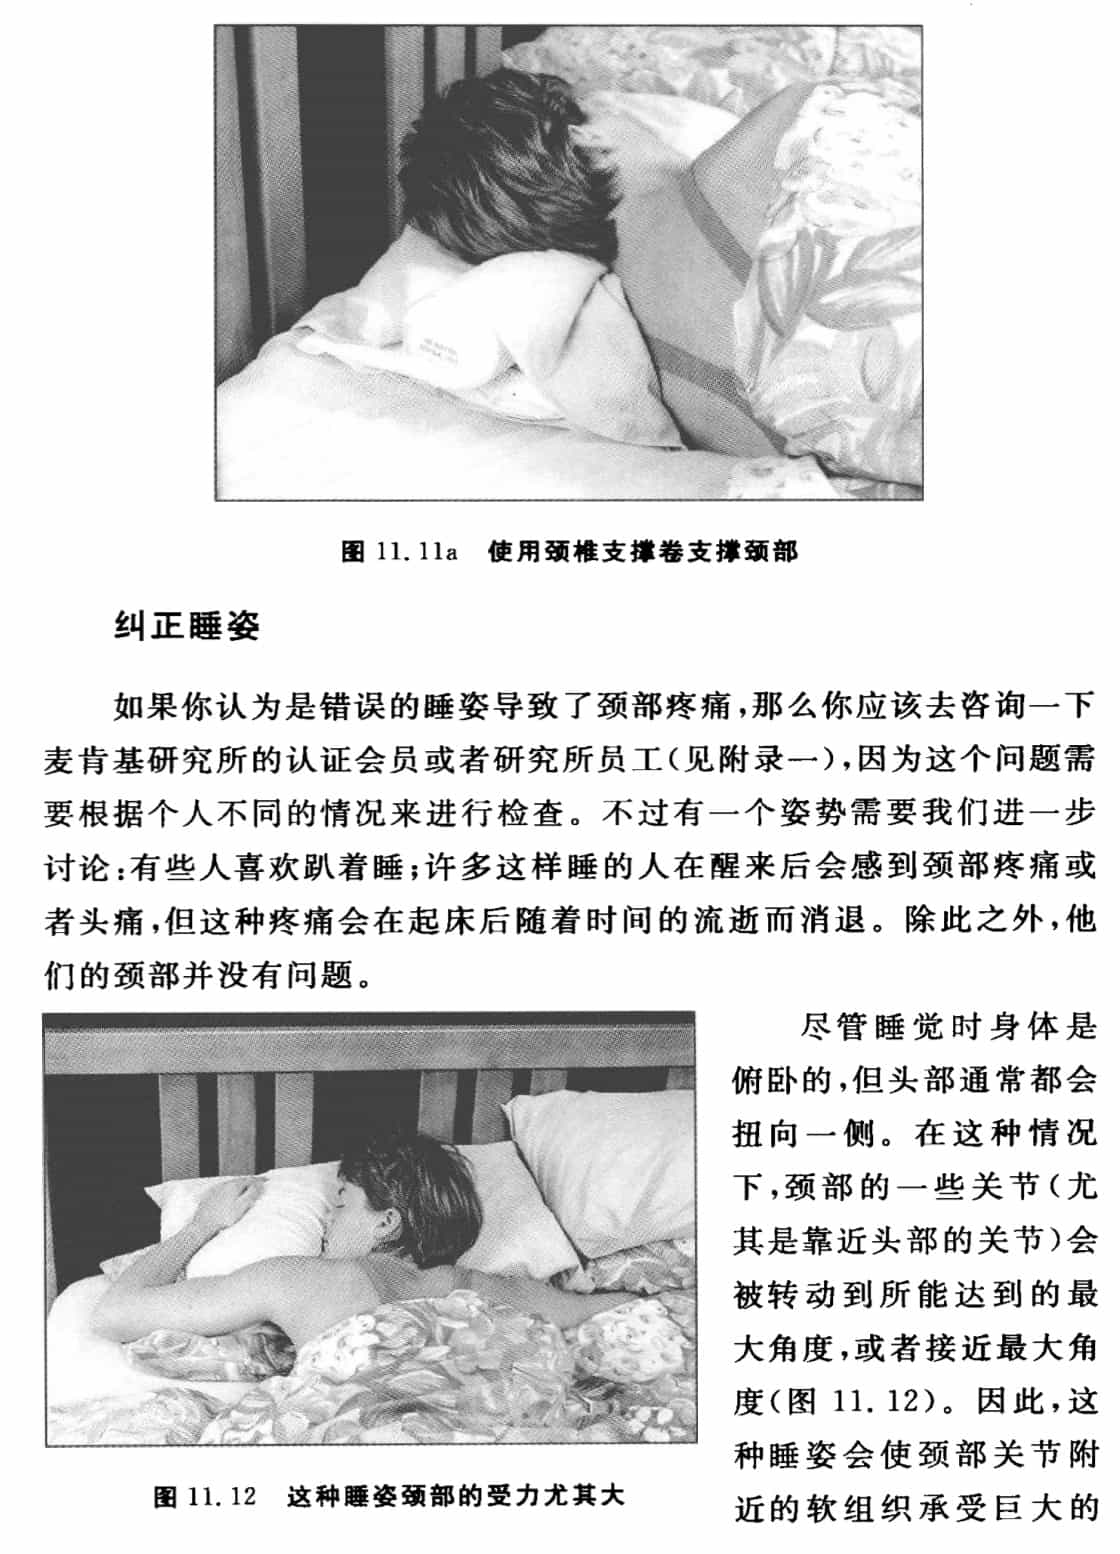 图 11.11a 使用颈椎支撑卷支撑颈部
纠正睡姿
如果你认为是错误的睡姿导致了颈部疼痛,那么你应该去咨询一下
麦肯基研究所的认证会员或者研究所员工(见附录一),因为这个问题需
要根据个人不同的情况来进行检查。不过有一个姿势需要我们进一步
讨论:有些人喜欢趴着睡;许多这样睡的人在醒来后会感到颈部疼痛或
者头痛,但这种疼痛会在起床后随着时间的流逝而消退。除此之外,他
们的颈部并没有问题。
尽管睡觉时身体是
俯卧的,但头部通常都会
扭向一侧。在这种情况
下,颈部的一些关节(尤
其是靠近头部的关节)会
被转动到所能达到的最
大角度,或者接近最大角
度(图 11.12)。因此,这
种睡姿会使颈部关节附
近的软组织承受巨大的
图 11.12 这种睡姿颈部的受力尤其大